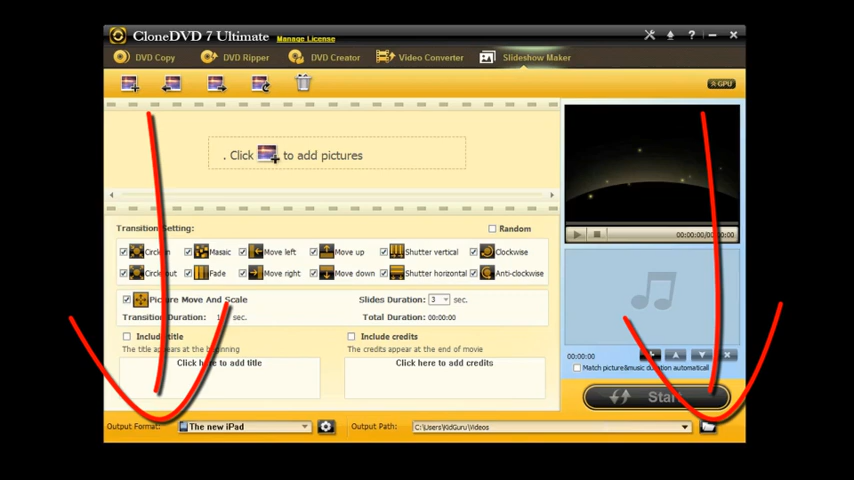 CloneDVD 7 Ultimate Manage License
DVD Copy DVD Ripper DVD Creator Video Converter Slideshow Maker
GPU
. Click to add pictures
00:00:00/00:00:00
Transition Setting: Random
Circle in Masaic Move left Move up Shutter vertical Clockwise
Circle out Fade Move right Move down Shutter horizontal Anti-clockwise
Picture Move And Scale Slides Duration: 3 sec.
Transition Duration: sec. Total Duration: 00:00:00
Include title Include credits
The title appears at the beginning The credits appear at the end of movie
Click here to add title Click here to add credits
00:00:00
Match picture&music duration automaticall
Start
Output Format: The new iPad Output Path: C:\Users\KidGuru\Videos